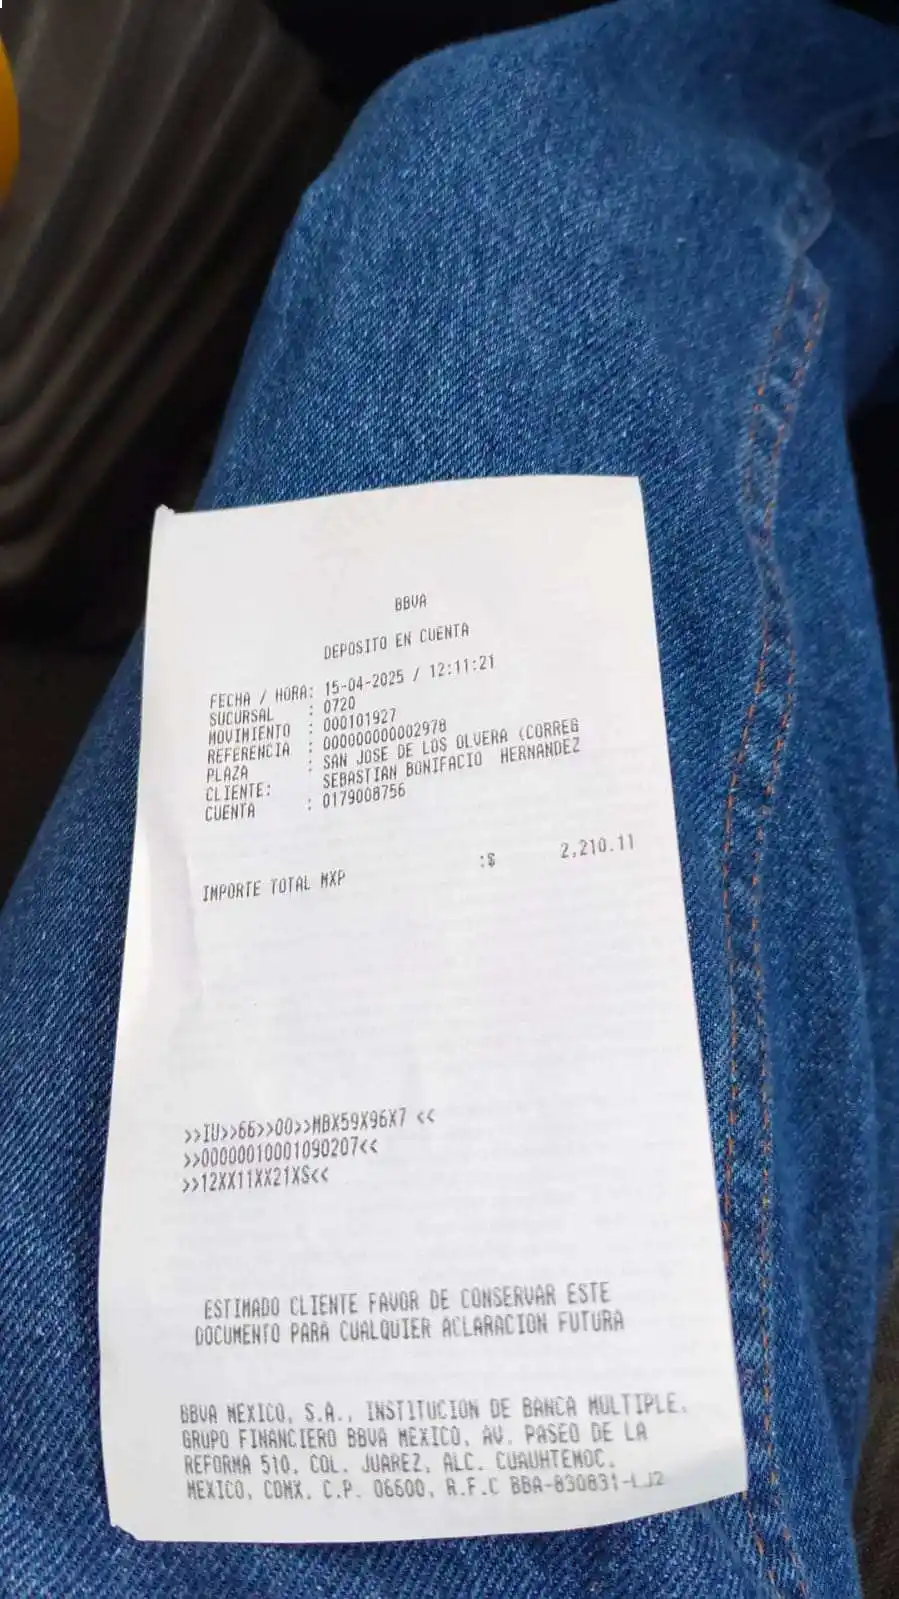 BBVA
DEPOSITO EN CUENTA
FECHA / HORA: 15-04-2025 / 12:11:21
SUCURSAL : 0720
MOVIMIENTO : 000101927
REFERENCIA : 000000000002978
PLAZA : SAN JOSE DE LOS OLVERA (CORREG
CLIENTE: SEBASTIAN BONIFACIO HERNANDEZ
CUENTA : 0179008756
IMPORTE TOTAL MXP :$ 2,210.11
>>IU>>66>>00>>MBX59X96X7 <<
>>00000010001090207<<
>>12XX11XX21XS<<
ESTIMADO CLIENTE FAVOR DE CONSERVAR ESTE
DOCUMENTO PARA CUALQUIER ACLARACION FUTURA
BBVA MEXICO, S.A., INSTITUCION DE BANCA MULTIPLE,
GRUPO FINANCIERO BBVA MEXICO, AV. PASEO DE LA
REFORMA 510, COL. JUAREZ, ALC. CUAUHTEMOC,
MEXICO, CDMX. C.P. 06600, R.F.C BBA-830831-LJ2